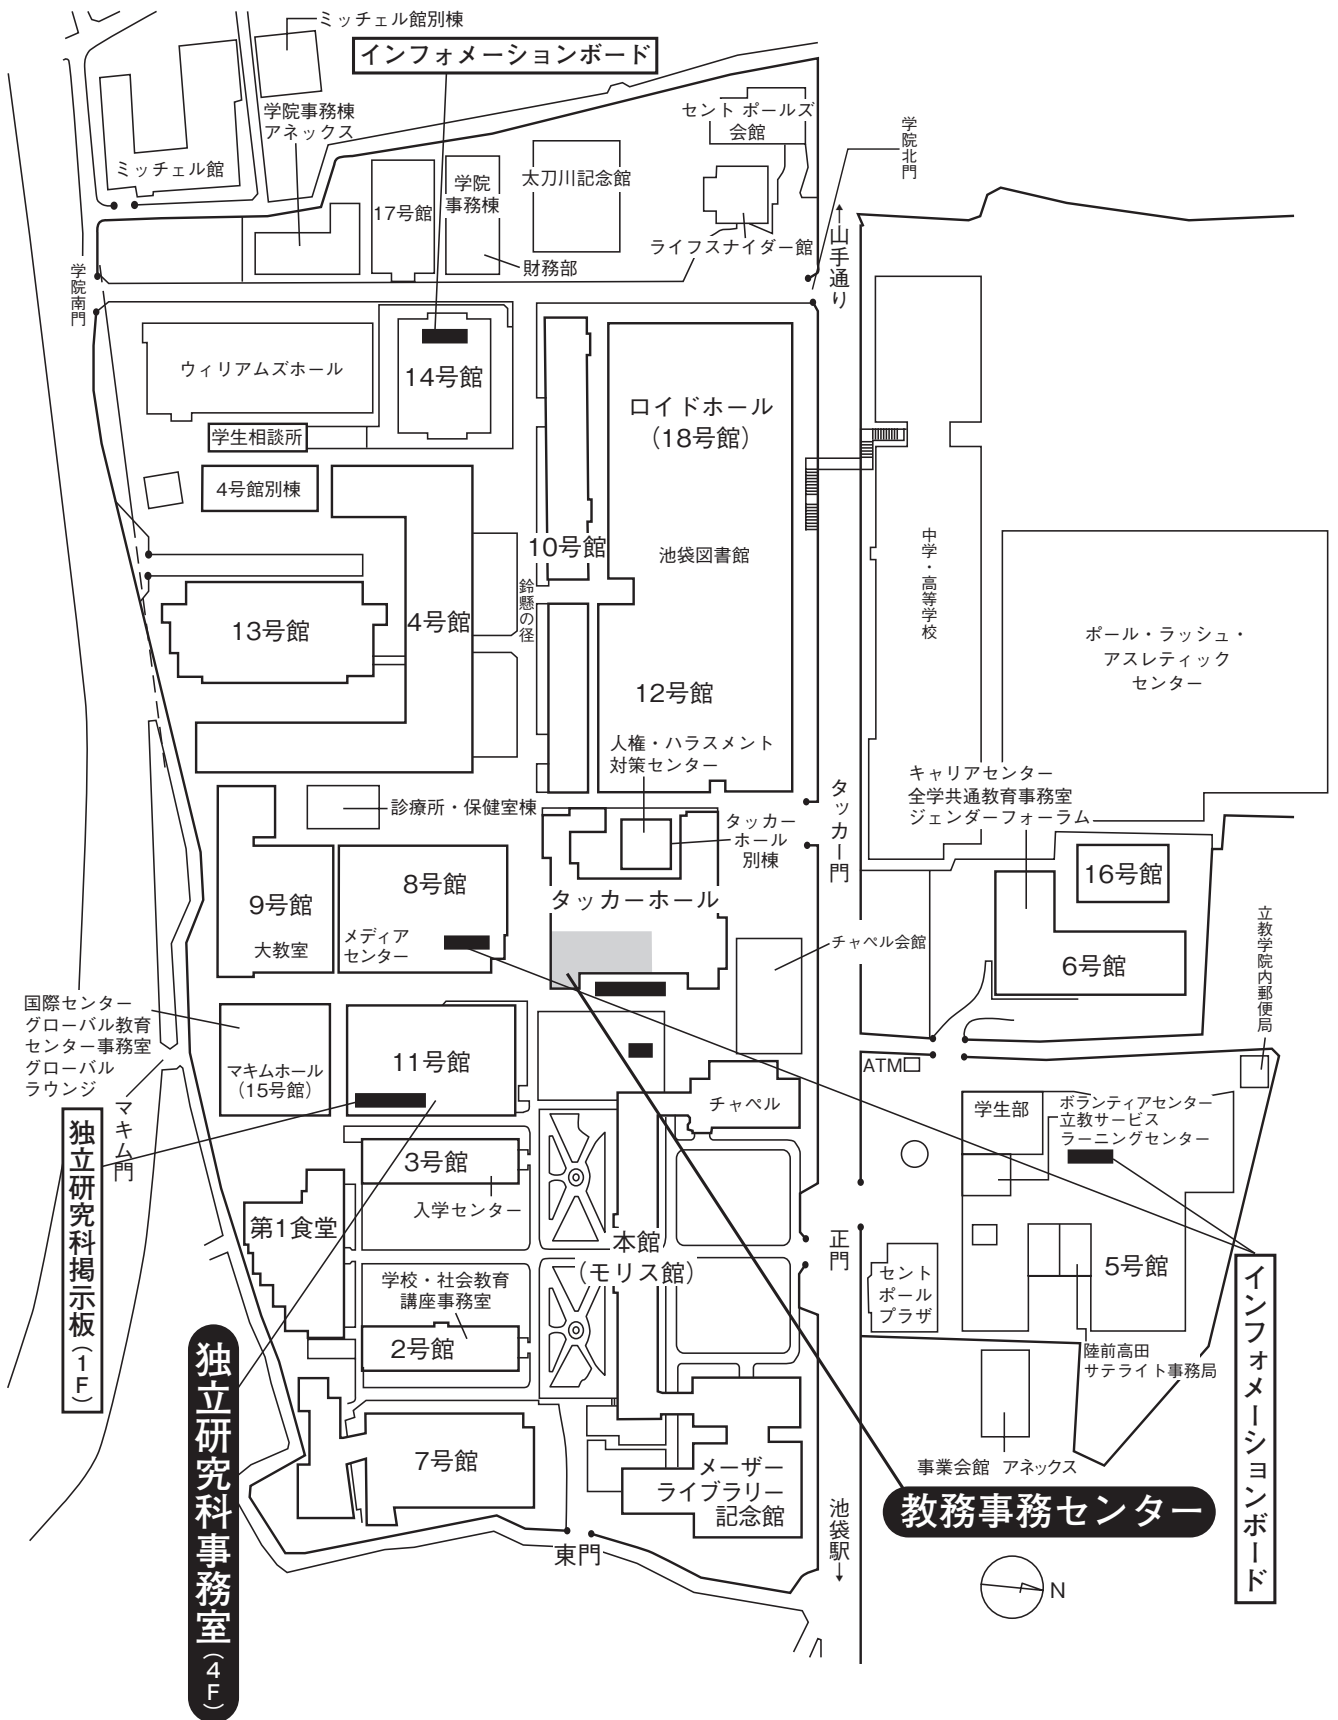 ミッチェル館別棟
インフォメーションボード
学院事務棟
アネックス
セント ポールズ
会館
学院北門
ミッチェル館
17号館
学院
事務棟
太刀川記念館
ライフスナイダー館
財務部
↑山手通り
学院南門
ウィリアムズホール
14号館
ロイドホール
（18号館）
学生相談所
4号館別棟
10号館
池袋図書館
中学・高等学校
鈴懸の径
13号館
4号館
ポール・ラッシュ・
アスレティック
センター
12号館
人権・ハラスメント
対策センター
キャリアセンター
全学共通教育事務室
ジェンダーフォーラム
診療所・保健室棟
タッカー
ホール
別棟
タッカー門
8号館
16号館
9号館
タッカーホール
大教室
メディア
センター
チャペル会館
6号館
立教学院内郵便局
国際センター
グローバル教育
センター事務室
グローバル
ラウンジ
マキムホール
（15号館）
11号館
ATM
チャペル
学生部
ボランティアセンター
立教サービス
ラーニングセンター
マキム門
独立研究科掲示板（1F）
3号館
入学センター
第1食堂
本館
（モリス館）
正門
セント
ポール
プラザ
5号館
インフォメーションボード
学校・社会教育
講座事務室
2号館
陸前高田
サテライト事務局
独立研究科事務室（4F）
7号館
メーザー
ライブラリー
記念館
事業会館 アネックス
教務事務センター
池袋駅↓
東門
N